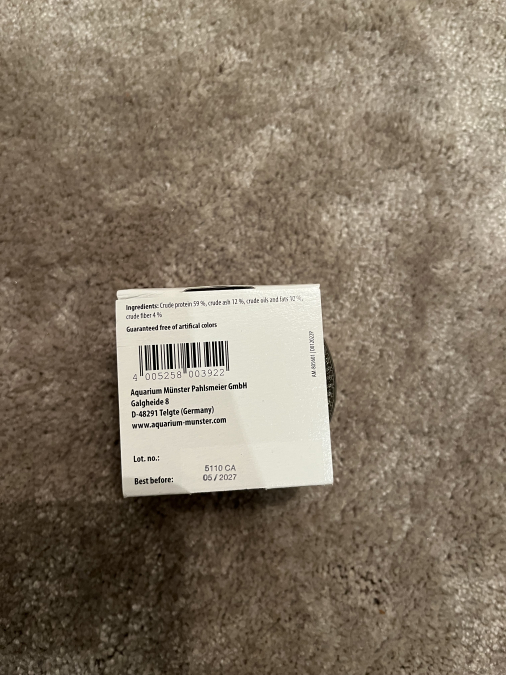 Ingredients: Crude protein 59 %, crude ash 12 %, crude oils and fats 10 %,
crude fiber 4 %
Guaranteed free of artifical colors
4 005258 003922
Aquarium Münster Pahlsmeier GmbH
Galgheide 8
D-48291 Telgte (Germany)
www.aquarium-munster.com
Lot. no.:
5110 CA
Best before: 05 / 2027